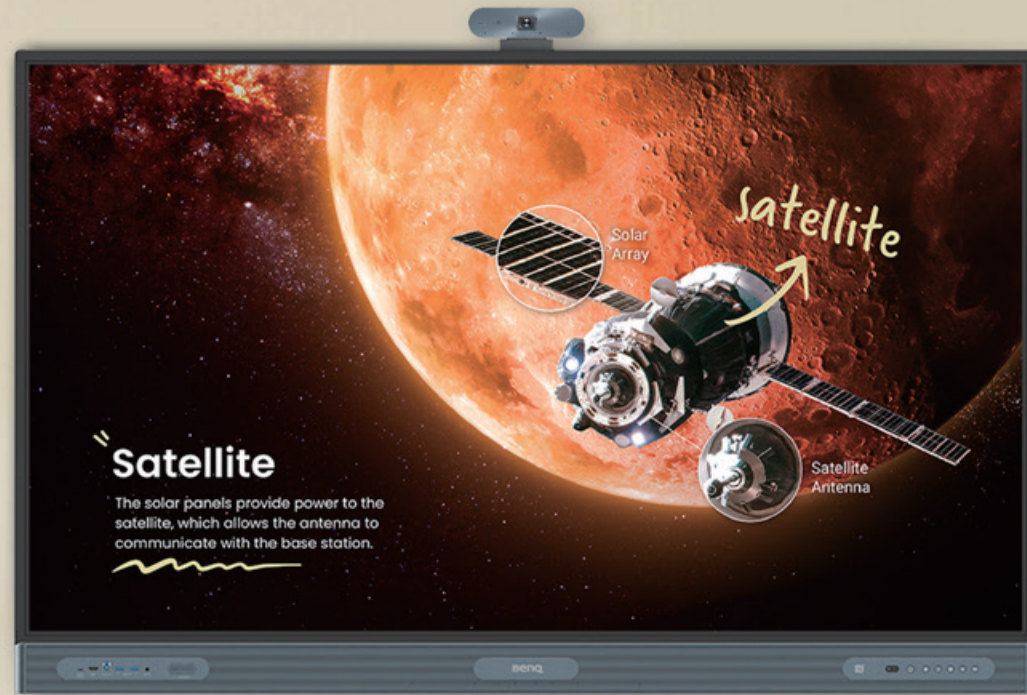 satellite
Solar
Array
Satellite
The solar panels provide power to the
satellite, which allows the antenna to
communicate with the base station.
Satellite
Antenna
BenQ